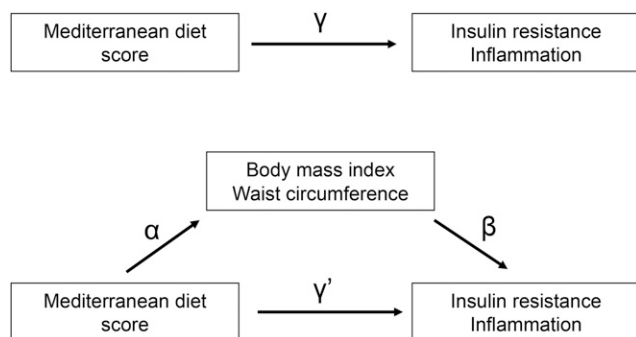 Mediterranean diet
score
γ
Insulin resistance
Inflammation
Body mass index
Waist circumference
α
β
Mediterranean diet
score
γ’
Insulin resistance
Inflammation